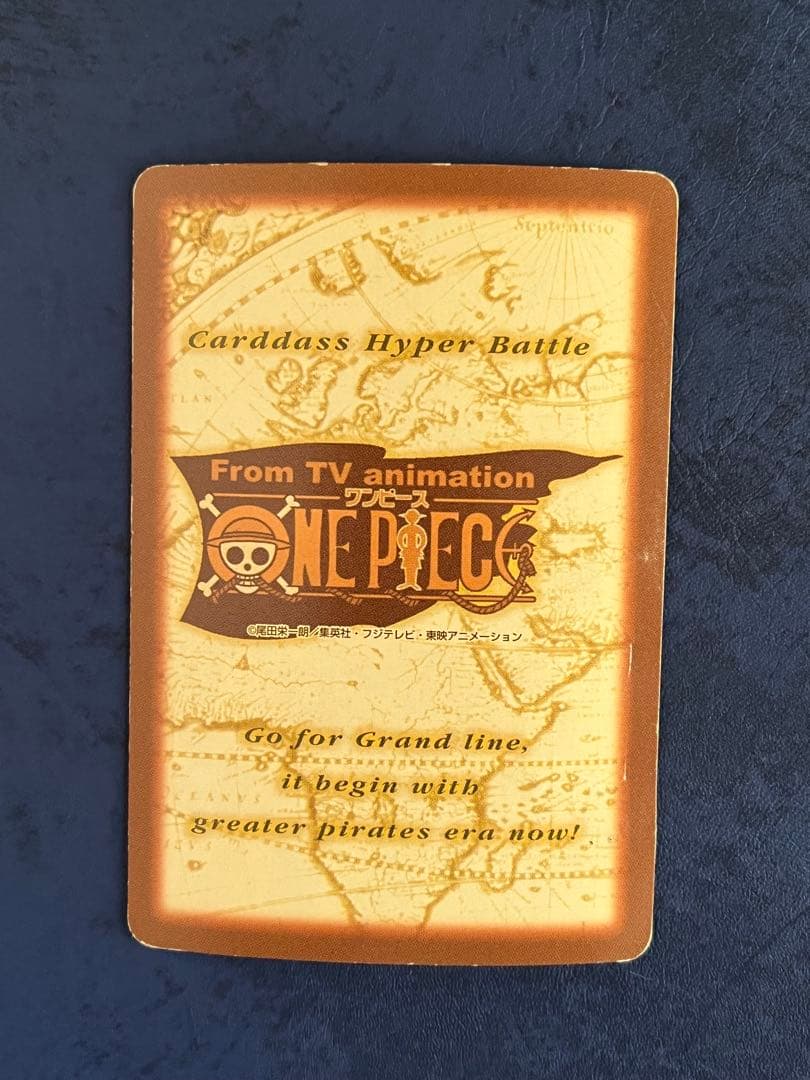 Septentrio
Carddass Hyper Battle
From TV animation
ワンピース
ONE PIECE
©尾田栄一朗/集英社・フジテレビ・東映アニメーション
Go for Grand line,
it begin with
greater pirates era now!